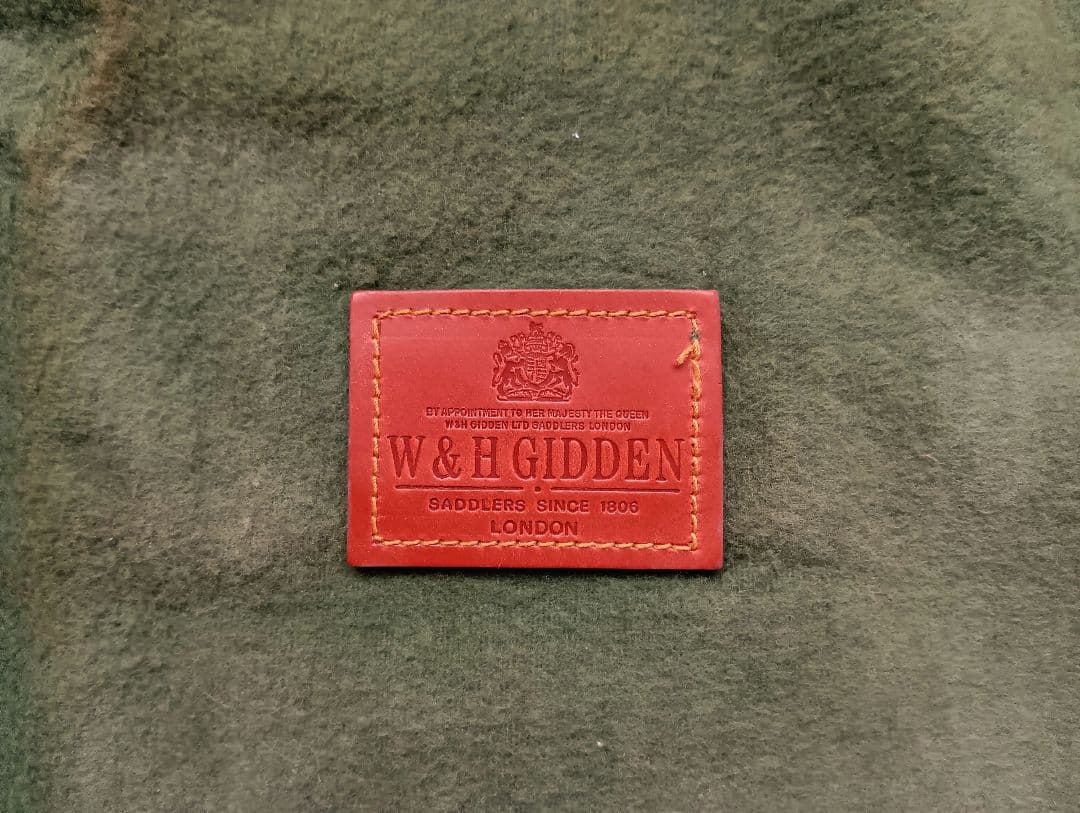 BY APPOINTMENT TO HER MAJESTY THE QUEEN
W&H GIDDEN LTD SADDLERS LONDON
W & H GIDDEN
SADDLERS SINCE 1806
LONDON